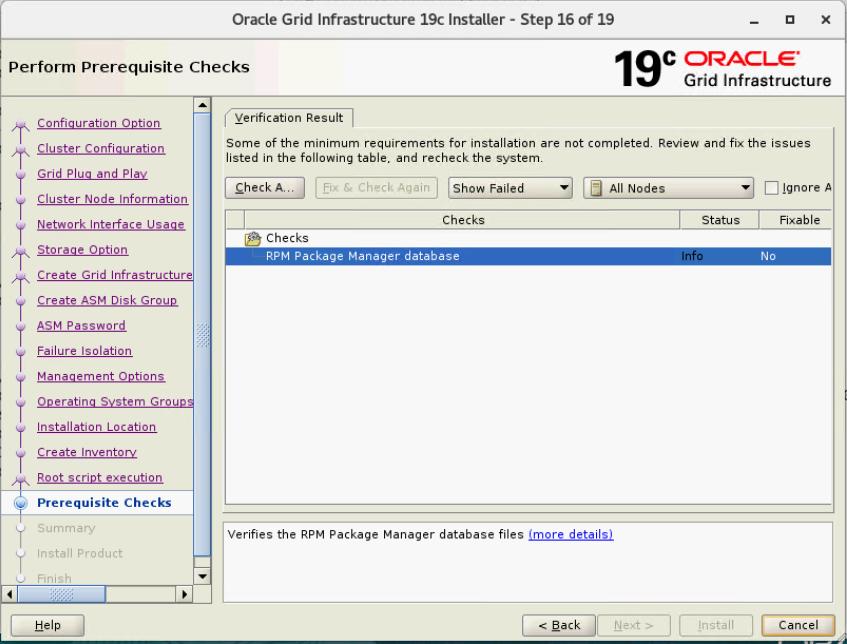 Oracle Grid Infrastructure 19c Installer - Step 16 of 19
Perform Prerequisite Checks
19c ORACLE
Grid Infrastructure
Configuration Option
Cluster Configuration
Grid Plug and Play
Cluster Node Information
Network Interface Usage
Storage Option
Create Grid Infrastructure
Create ASM Disk Group
ASM Password
Failure Isolation
Management Options
Operating System Groups
Installation Location
Create Inventory
Root script execution
Prerequisite Checks
Summary
Install Product
Finish
Verification Result
Some of the minimum requirements for installation are not completed. Review and fix the issues
listed in the following table, and recheck the system.
Check A... Fix & Check Again Show Failed All Nodes Ignore A
Checks Status Fixable
Checks
RPM Package Manager database Info No
Verifies the RPM Package Manager database files (more details)
Help < Back Next > Install Cancel